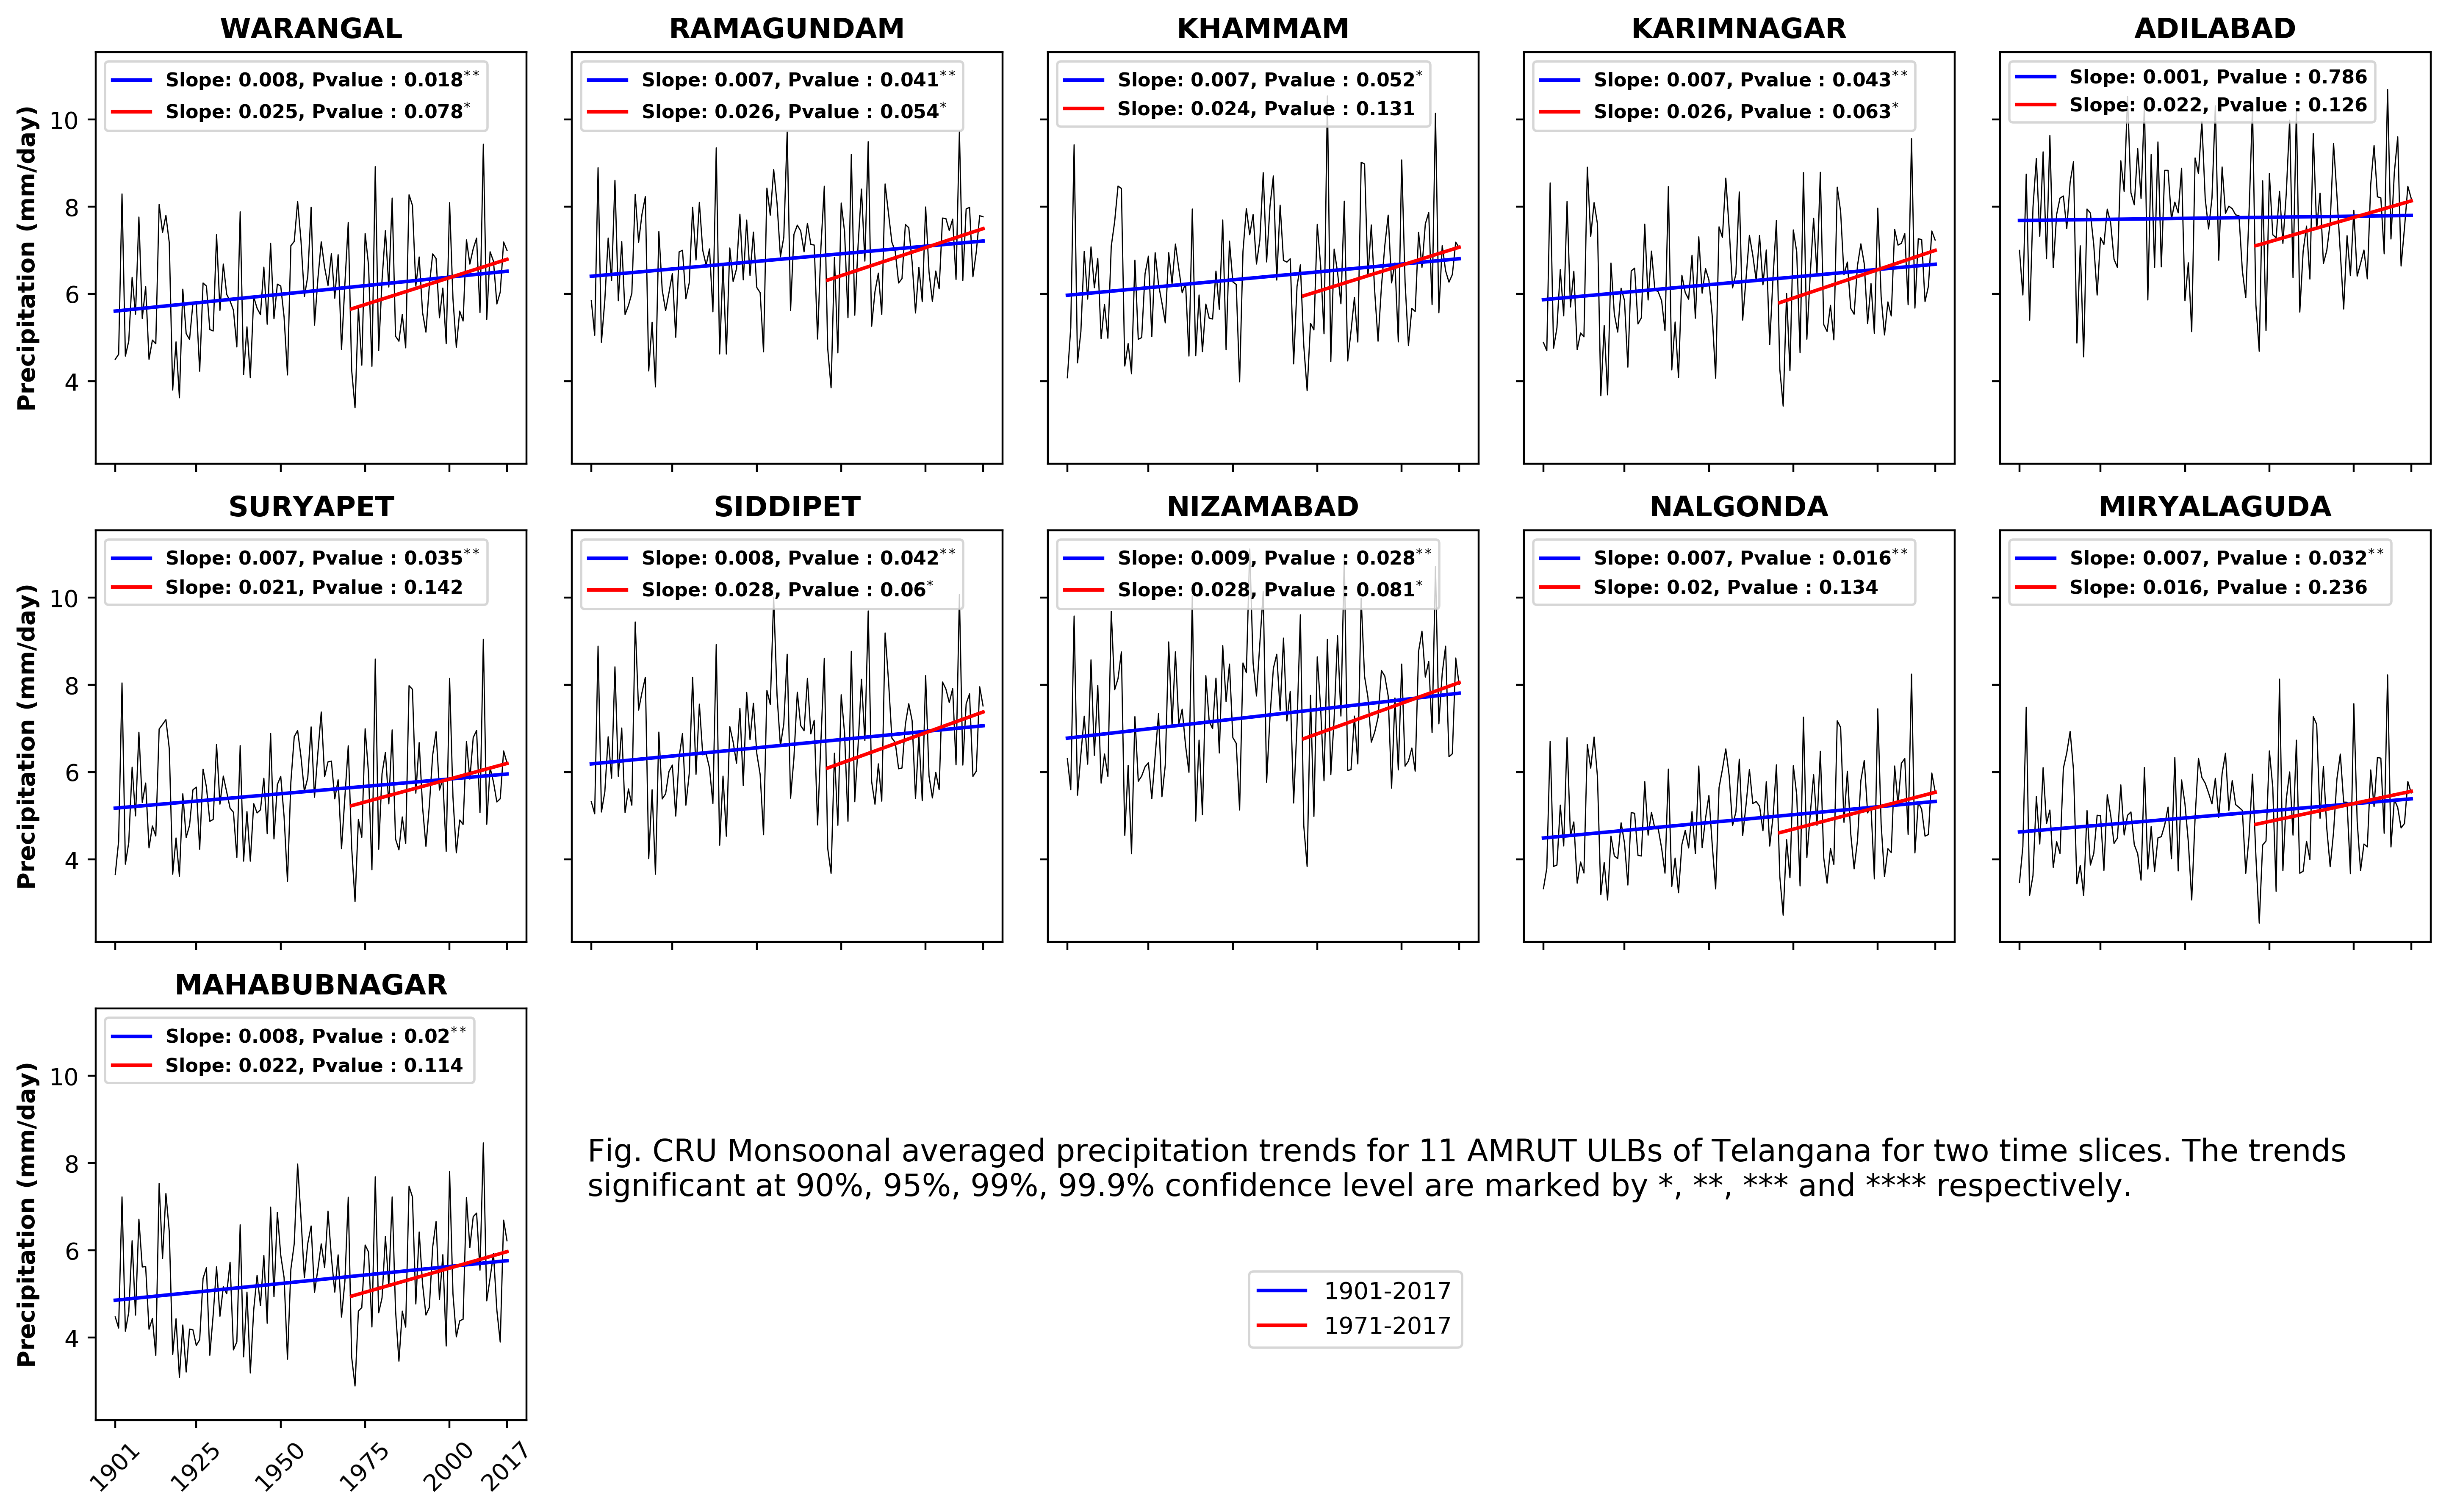 WARANGAL
Slope: 0.008, Pvalue : 0.018**
Slope: 0.025, Pvalue : 0.078*
Precipitation (mm/day)
10
8
6
4
RAMAGUNDAM
Slope: 0.007, Pvalue : 0.041**
Slope: 0.026, Pvalue : 0.054*
KHAMMAM
Slope: 0.007, Pvalue : 0.052*
Slope: 0.024, Pvalue : 0.131
KARIMNAGAR
Slope: 0.007, Pvalue : 0.043**
Slope: 0.026, Pvalue : 0.063*
ADILABAD
Slope: 0.001, Pvalue : 0.786
Slope: 0.022, Pvalue : 0.126
SURYAPET
Slope: 0.007, Pvalue : 0.035**
Slope: 0.021, Pvalue : 0.142
Precipitation (mm/day)
10
8
6
4
SIDDIPET
Slope: 0.008, Pvalue : 0.042**
Slope: 0.028, Pvalue : 0.06*
NIZAMABAD
Slope: 0.009, Pvalue : 0.028**
Slope: 0.028, Pvalue : 0.081*
NALGONDA
Slope: 0.007, Pvalue : 0.016**
Slope: 0.02, Pvalue : 0.134
MIRYALAGUDA
Slope: 0.007, Pvalue : 0.032**
Slope: 0.016, Pvalue : 0.236
MAHABUBNAGAR
Slope: 0.008, Pvalue : 0.02**
Slope: 0.022, Pvalue : 0.114
Precipitation (mm/day)
10
8
6
4
1901
1925
1950
1975
2000
2017
Fig. CRU Monsoonal averaged precipitation trends for 11 AMRUT ULBs of Telangana for two time slices. The trends
significant at 90%, 95%, 99%, 99.9% confidence level are marked by *, **, *** and **** respectively.
1901-2017
1971-2017